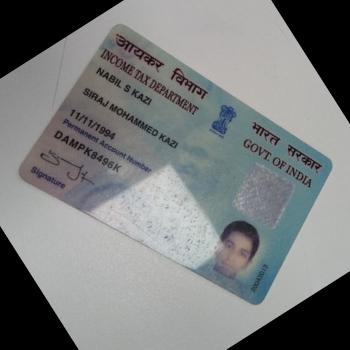 आयकर विभाग
INCOME TAX DEPARTMENT
भारत सरकार
GOVT. OF INDIA
NABIL S KAZI
SIRAJ MOHAMMED KAZI
11/11/1994
Permanent Account Number
DAMPK8496K
Signature